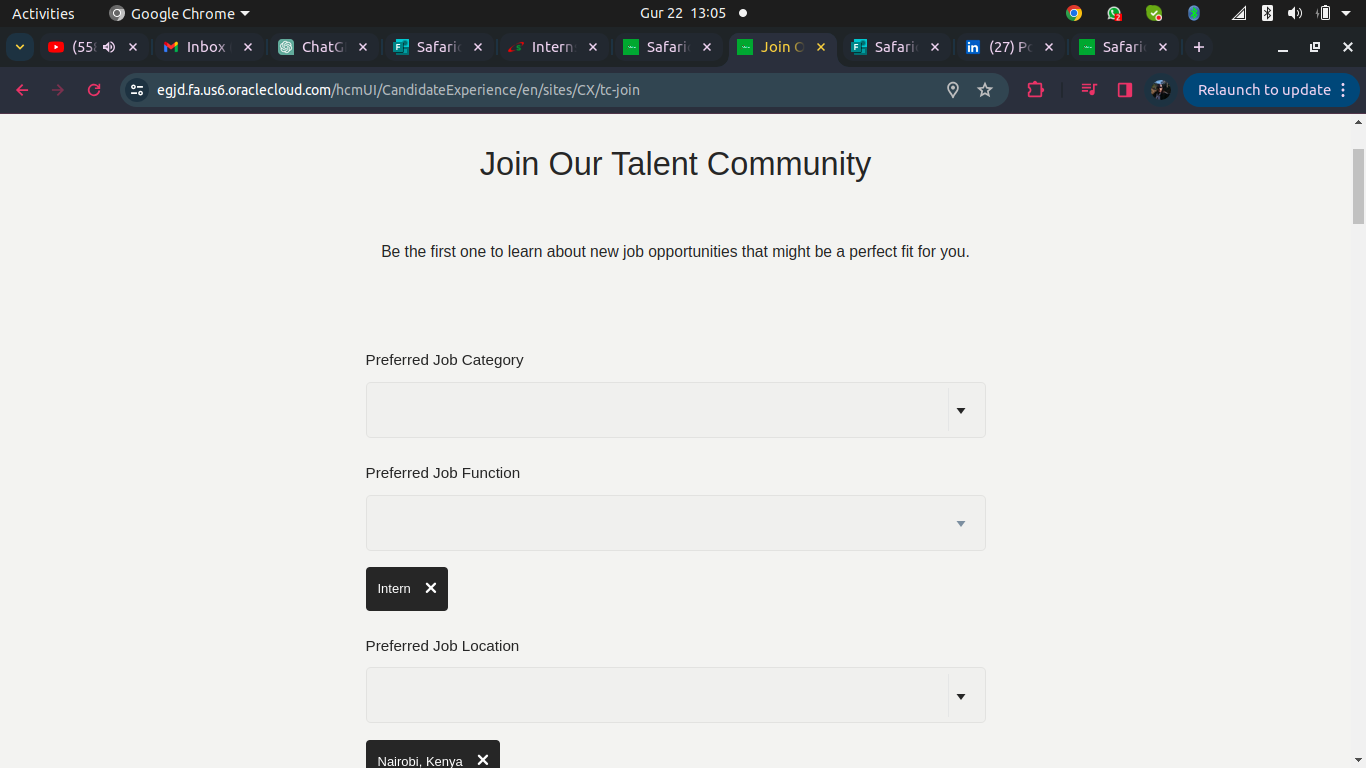 Activities
Google Chrome
Gur 22 13:05
2
(558
Inbox
ChatG
Safari
Intern
Safari
Join O
Safari
(27) Po
Safari
egjd.fa.us6.oraclecloud.com/hcmUI/CandidateExperience/en/sites/CX/tc-join
Relaunch to update
Join Our Talent Community
Be the first one to learn about new job opportunities that might be a perfect fit for you.
Preferred Job Category
Preferred Job Function
Intern
Preferred Job Location
Nairobi, Kenya